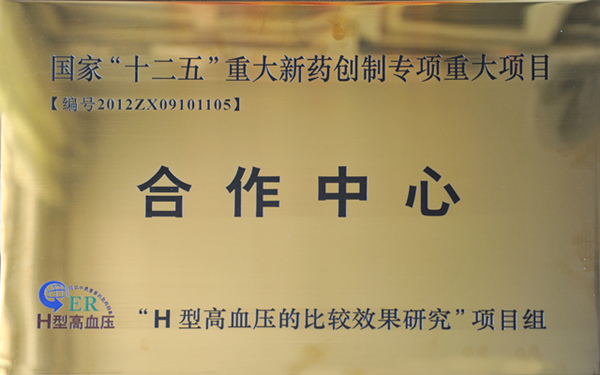 国家“十二五”重大新药创制专项重大项目
【编号2012ZX09101105】
合作中心
CER
H型高血压
“H型高血压的比较效果研究”项目组